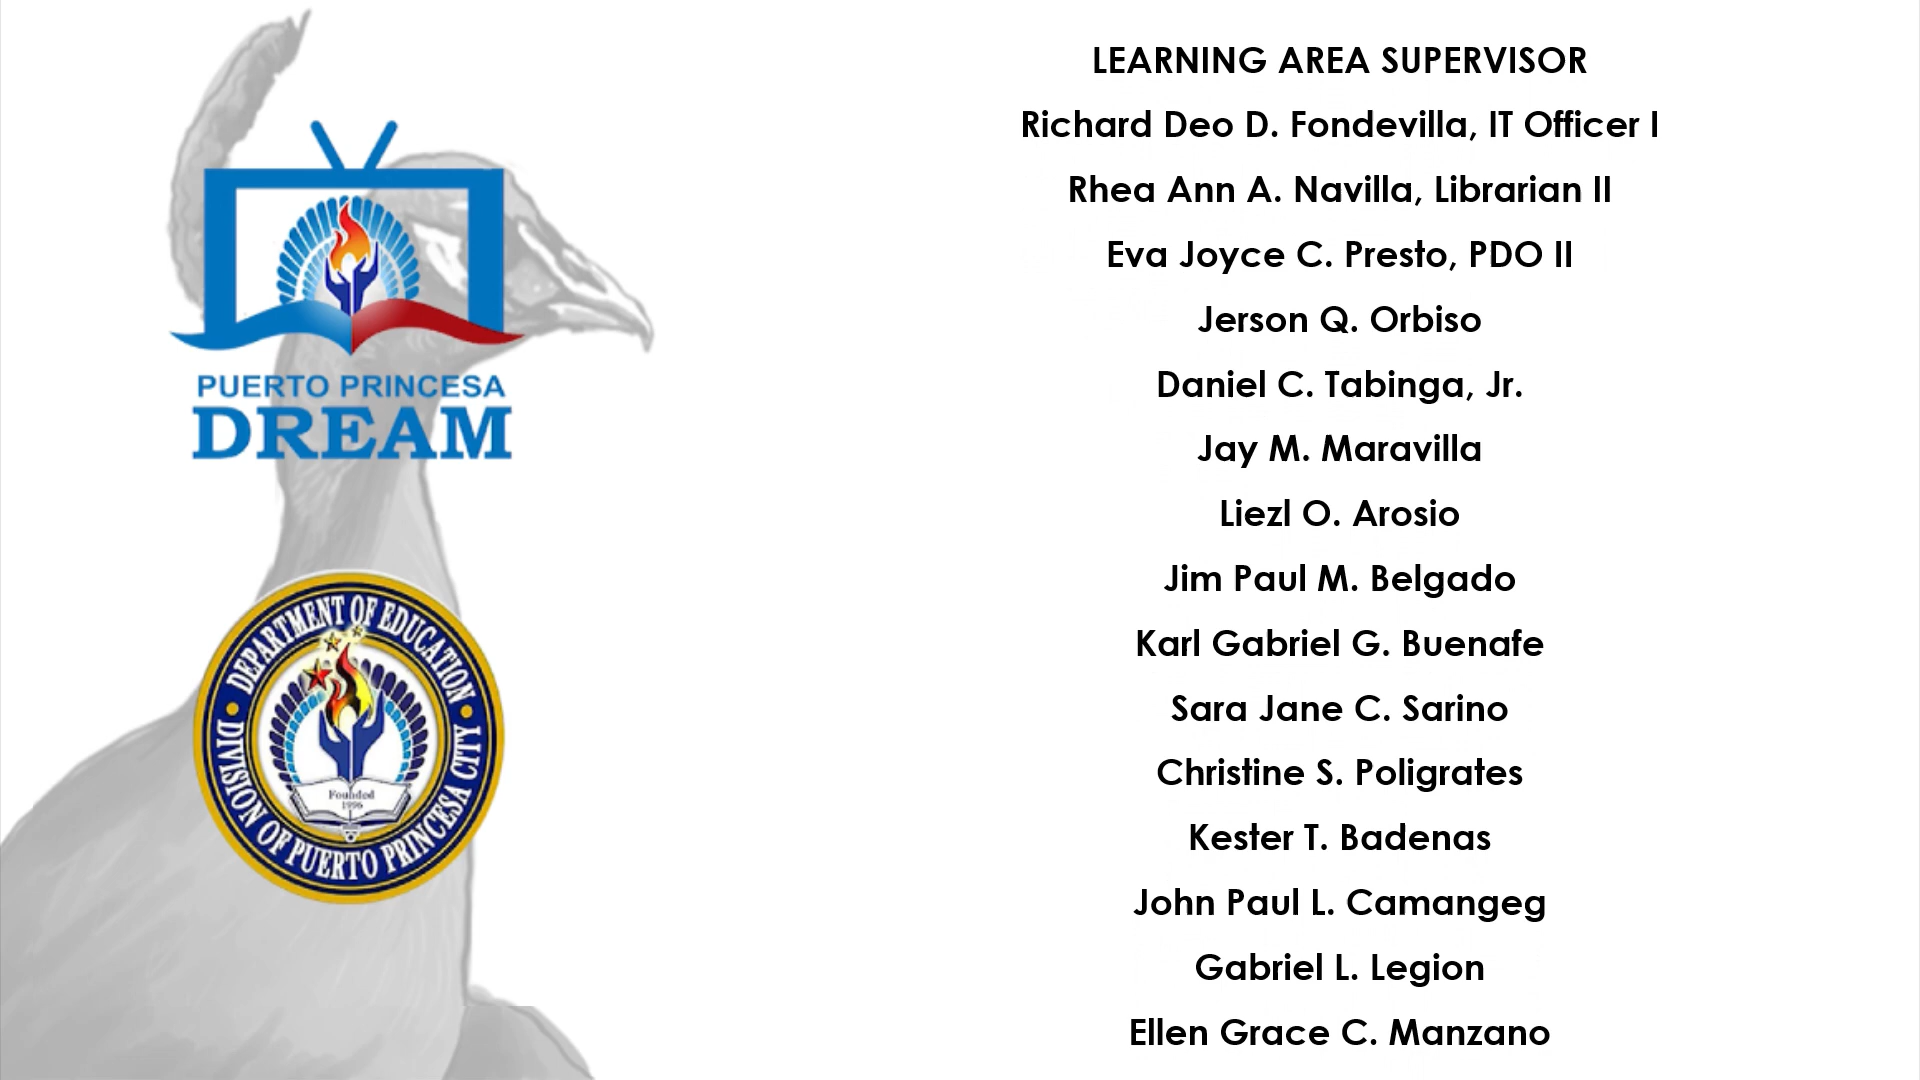 PUERTO PRINCESA
DREAM
DEPARTMENT OF EDUCATION
DIVISION OF PUERTO PRINCESA CITY
Founded
1996
LEARNING AREA SUPERVISOR
Richard Deo D. Fondevilla, IT Officer I
Rhea Ann A. Navilla, Librarian II
Eva Joyce C. Presto, PDO II
Jerson Q. Orbiso
Daniel C. Tabinga, Jr.
Jay M. Maravilla
Liezl O. Arosio
Jim Paul M. Belgado
Karl Gabriel G. Buenafe
Sara Jane C. Sarino
Christine S. Poligrates
Kester T. Badenas
John Paul L. Camangeg
Gabriel L. Legion
Ellen Grace C. Manzano